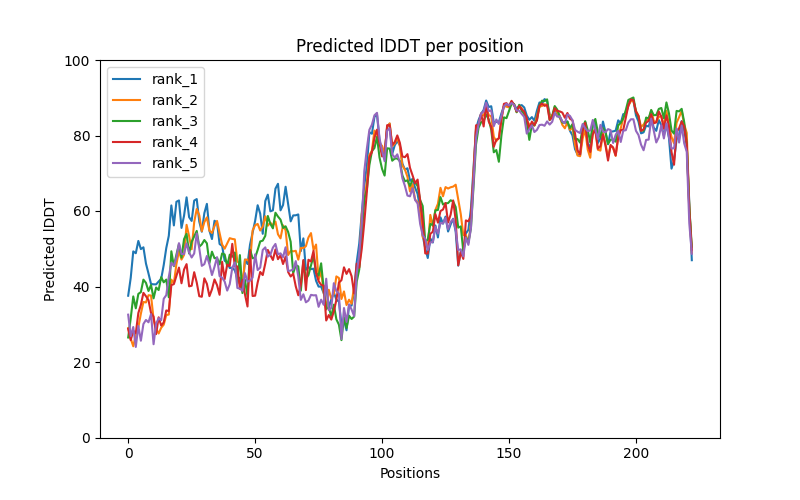 Predicted lDDT per position
100
80
60
40
20
0
Predicted lDDT
rank_1
rank_2
rank_3
rank_4
rank_5
0 50 100 150 200
Positions